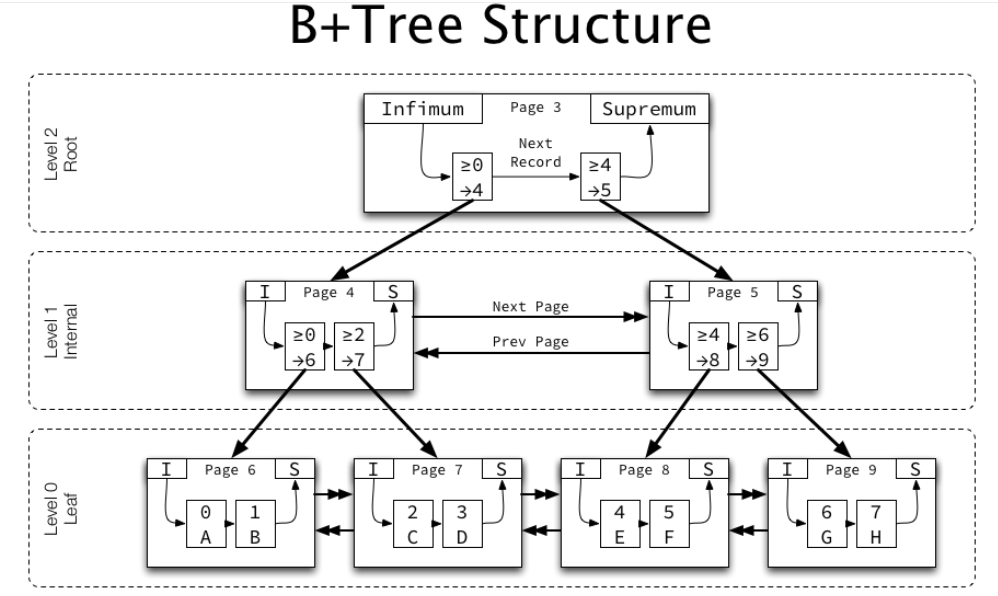 B+Tree Structure
Level 2
Root
Infimum
Page 3
Supremum
Next
Record
≥0
→4
≥4
→5
Level 1
Internal
I
Page 4
S
≥0
→6
≥2
→7
Next Page
Prev Page
I
Page 5
S
≥4
→8
≥6
→9
Level 0
Leaf
I
Page 6
S
0
A
1
B
I
Page 7
S
2
C
3
D
I
Page 8
S
4
E
5
F
I
Page 9
S
6
G
7
H